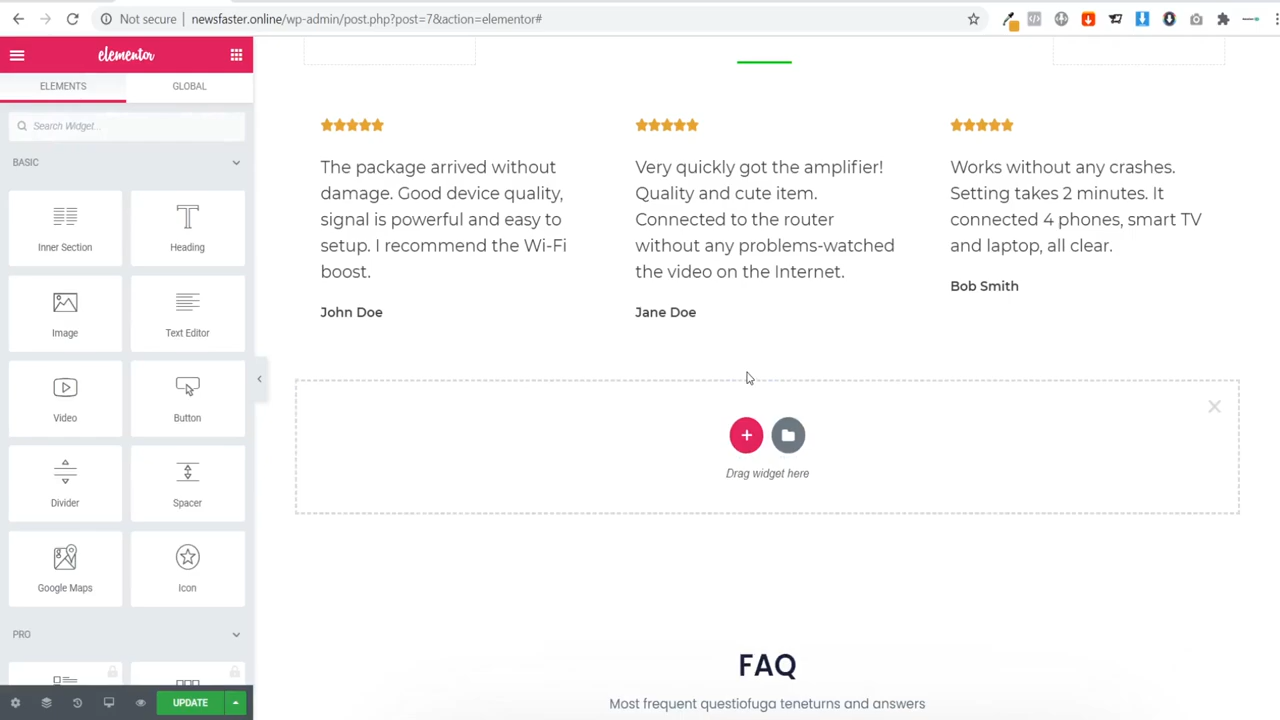 Not secure newsfaster.online/wp-admin/post.php?post=7&action=elementor#
elementor
ELEMENTS GLOBAL
Search Widget...
BASIC
Inner Section Heading
Image Text Editor
Video Button
Divider Spacer
Google Maps Icon
PRO
UPDATE
The package arrived without
damage. Good device quality,
signal is powerful and easy to
setup. I recommend the Wi-Fi
boost.
John Doe
Very quickly got the amplifier!
Quality and cute item.
Connected to the router
without any problems-watched
the video on the Internet.
Jane Doe
Works without any crashes.
Setting takes 2 minutes. It
connected 4 phones, smart TV
and laptop, all clear.
Bob Smith
Drag widget here
FAQ
Most frequent questiofuga teneturns and answers